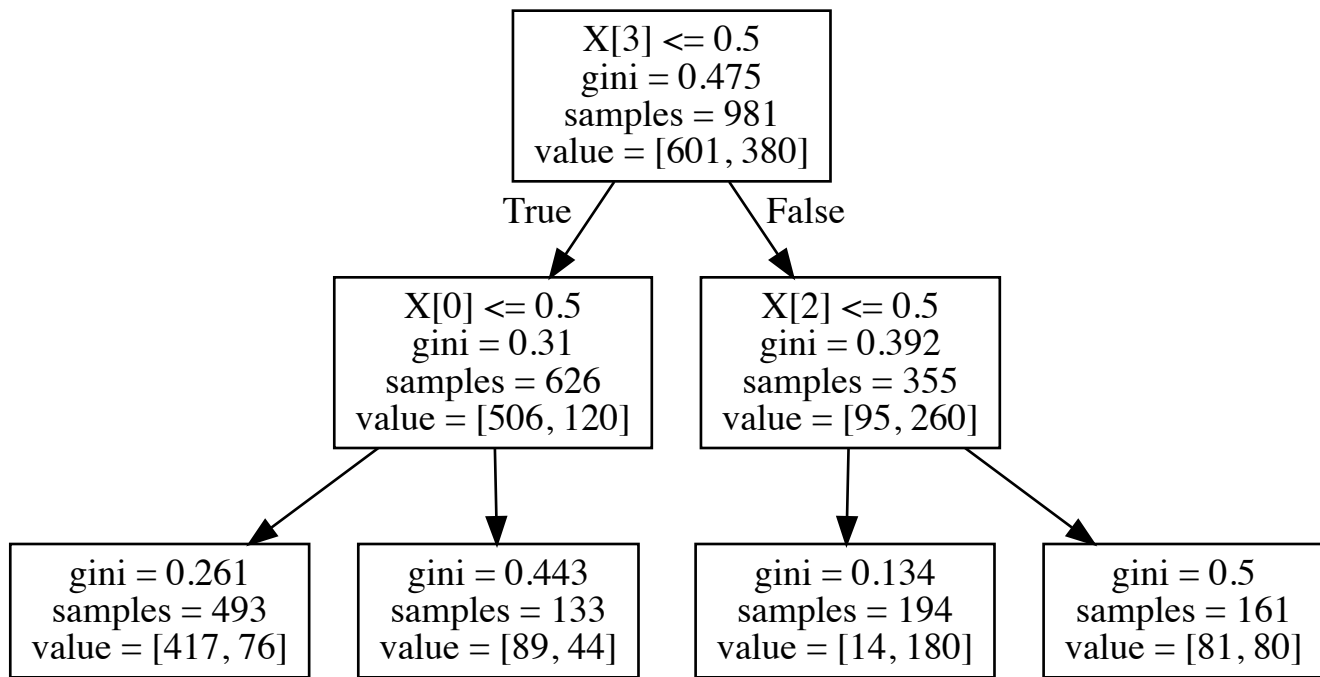 X[3] <= 0.5
gini = 0.475
samples = 981
value = [601, 380]
True
False
X[0] <= 0.5
gini = 0.31
samples = 626
value = [506, 120]
X[2] <= 0.5
gini = 0.392
samples = 355
value = [95, 260]
gini = 0.261
samples = 493
value = [417, 76]
gini = 0.443
samples = 133
value = [89, 44]
gini = 0.134
samples = 194
value = [14, 180]
gini = 0.5
samples = 161
value = [81, 80]